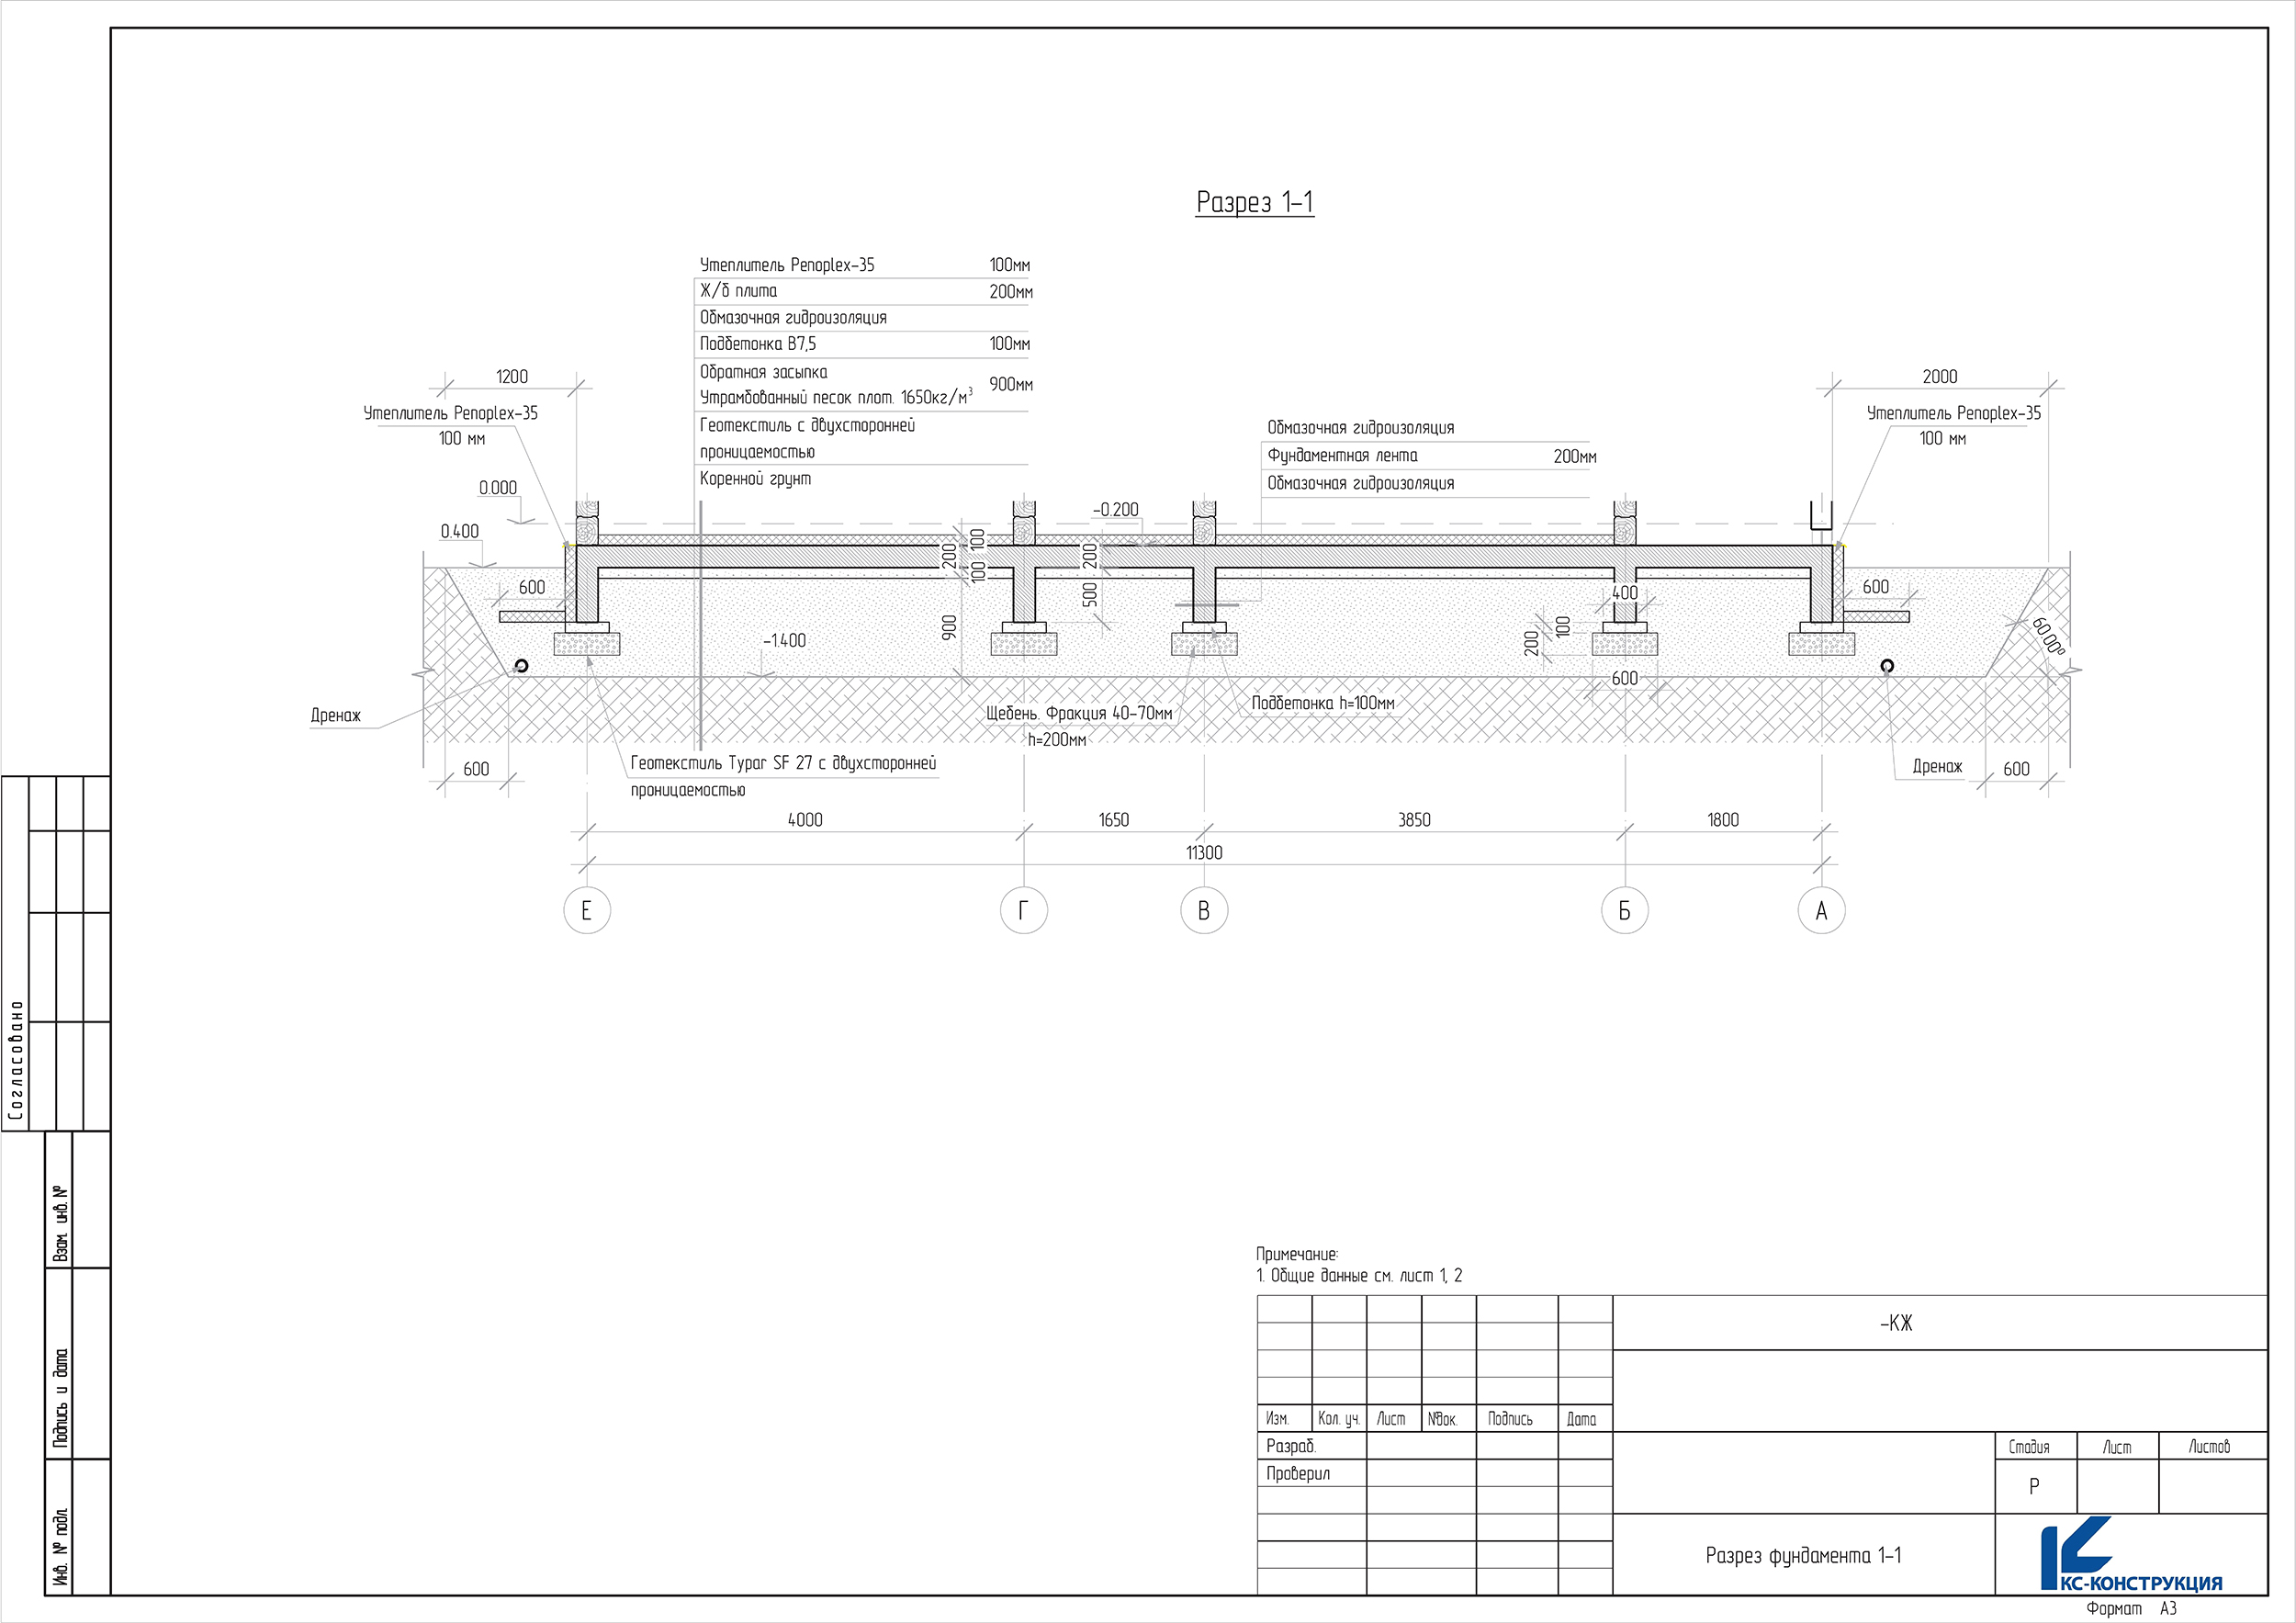 Разрез 1-1
Утеплитель Penoplex-35 100мм
Ж/б плита 200мм
Обмазочная гидроизоляция
Подбетонка В7,5 100мм
Обратная засыпка
900мм
Утрамбованный песок плот. 1650кг/м³
Геотекстиль с двухсторонней
проницаемостью
Коренной грунт
1200
Утеплитель Penoplex-35
100 мм
0.000
0.400
600
Обмазочная гидроизоляция
Фундаментная лента 200мм
Обмазочная гидроизоляция
2000
Утеплитель Penoplex-35
100 мм
-0.200
200
100
100
200
500
900
400
600
-1.400
200
100
600
60.00°
Дренаж
Щебень. Фракция 40-70мм
h=200мм
Подбетонка h=100мм
Геотекстиль Typar SF 27 с двухсторонней
проницаемостью
600
Дренаж
600
4000
1650
3850
1800
11300
Е
Г
В
Б
А
Согласовано
Взам. инв. №
Подпись и дата
Инв. № подл.
Примечание:
1. Общие данные см. лист 1, 2
-КЖ
Изм. Кол. уч. Лист №док. Подпись Дата
Разраб.
Проверил
Стадия Лист Листов
Р
Разрез фундамента 1-1
КС-КОНСТРУКЦИЯ
Формат А3